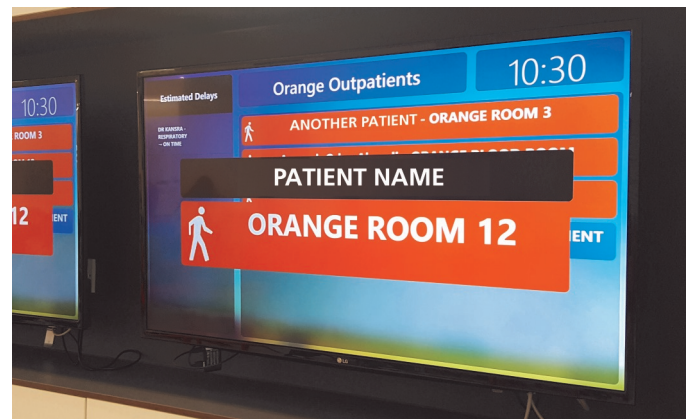 10:30
ROOM 3
12
ENT
Estimated Delays
DR KANSRA -
RESPIRATORY
– ON TIME
Orange Outpatients
10:30
ANOTHER PATIENT - ORANGE ROOM 3
PATIENT NAME
ORANGE ROOM 12
ENT
LG